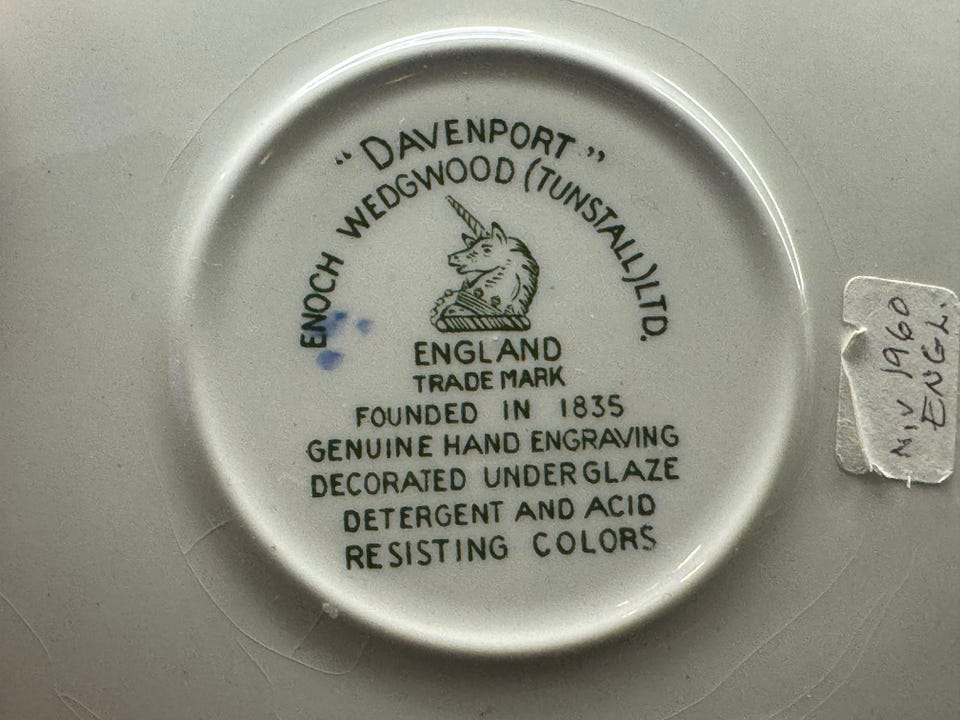 "DAVENPORT"
ENOCH WEDGWOOD (TUNSTALL) LTD.
ENGLAND
TRADE MARK
FOUNDED IN 1835
GENUINE HAND ENGRAVING
DECORATED UNDERGLAZE
DETERGENT AND ACID
RESISTING COLORS
NIV 1960
ENGL.